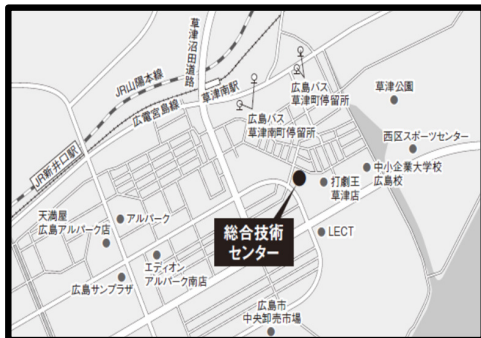 草津沼田道路
JR山陽本線
広電宮島線
草津南駅
JR新井口駅
広島バス
草津町停留所
広島バス
草津南町停留所
草津公園
西区スポーツセンター
中小企業大学校
広島校
打劇王
草津店
天満屋
広島アルパーク店
アルパーク
総合技術
センター
LECT
エディオン
アルパーク南店
広島サンプラザ
広島市
中央卸売市場